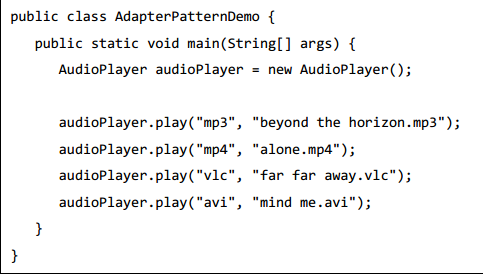 public class AdapterPatternDemo {
public static void main(String[] args) {
AudioPlayer audioPlayer = new AudioPlayer();
audioPlayer.play("mp3", "beyond the horizon.mp3");
audioPlayer.play("mp4", "alone.mp4");
audioPlayer.play("vlc", "far far away.vlc");
audioPlayer.play("avi", "mind me.avi");
}
}